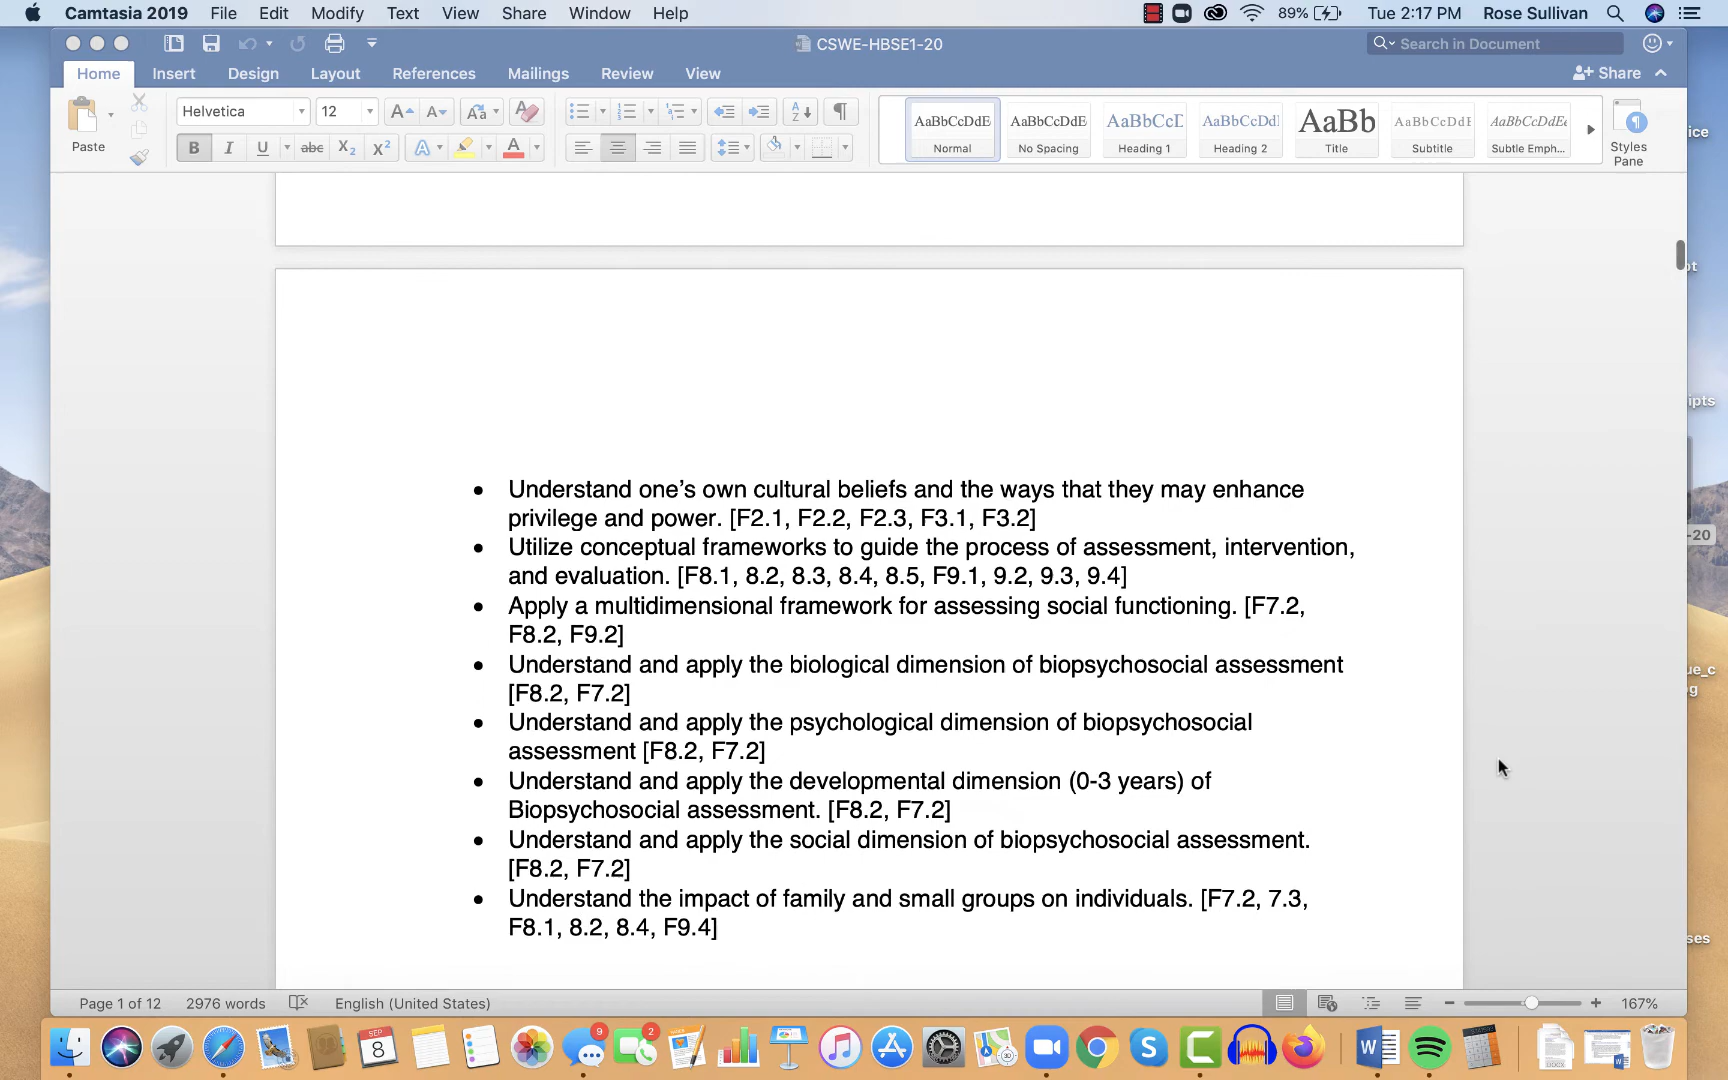 Camtasia 2019 File Edit Modify Text View Share Window Help 89% Tue 2:17 PM Rose Sullivan
CSWE-HBSE1-20 Search in Document
Home Insert Design Layout References Mailings Review View Share
Paste Helvetica 12
AaBbCcDdE AaBbCcDdE AaBbCcD AaBbCcDdI AaBb AaBbCcDdE AaBbCcDdEe
Normal No Spacing Heading 1 Heading 2 Title Subtitle Subtle Emph... Styles Pane
ice
pt
ipts
-20
ue_c
g
ses
• Understand one’s own cultural beliefs and the ways that they may enhance
privilege and power. [F2.1, F2.2, F2.3, F3.1, F3.2]
• Utilize conceptual frameworks to guide the process of assessment, intervention,
and evaluation. [F8.1, 8.2, 8.3, 8.4, 8.5, F9.1, 9.2, 9.3, 9.4]
• Apply a multidimensional framework for assessing social functioning. [F7.2,
F8.2, F9.2]
• Understand and apply the biological dimension of biopsychosocial assessment
[F8.2, F7.2]
• Understand and apply the psychological dimension of biopsychosocial
assessment [F8.2, F7.2]
• Understand and apply the developmental dimension (0-3 years) of
Biopsychosocial assessment. [F8.2, F7.2]
• Understand and apply the social dimension of biopsychosocial assessment.
[F8.2, F7.2]
• Understand the impact of family and small groups on individuals. [F7.2, 7.3,
F8.1, 8.2, 8.4, F9.4]
Page 1 of 12 2976 words English (United States) 167%
SEP 8 9 2